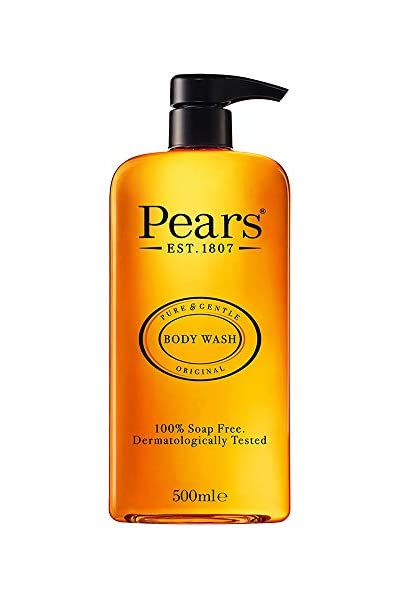 Pears®
EST. 1807
PURE & GENTLE
BODY WASH
ORIGINAL
100% Soap Free.
Dermatologically Tested
500ml℮